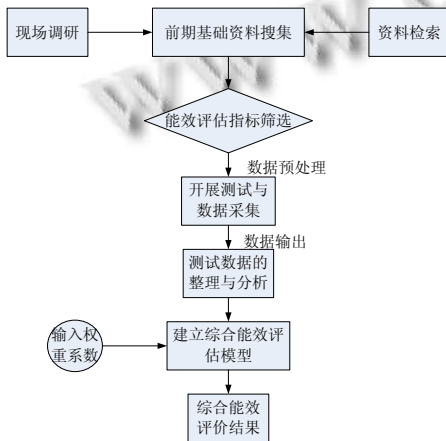 现场调研
前期基础资料搜集
资料检索
能效评估指标筛选
数据预处理
开展测试与
数据采集
数据输出
测试数据的
整理与分析
输入权
重系数
建立综合能效评
估模型
综合能效
评价结果